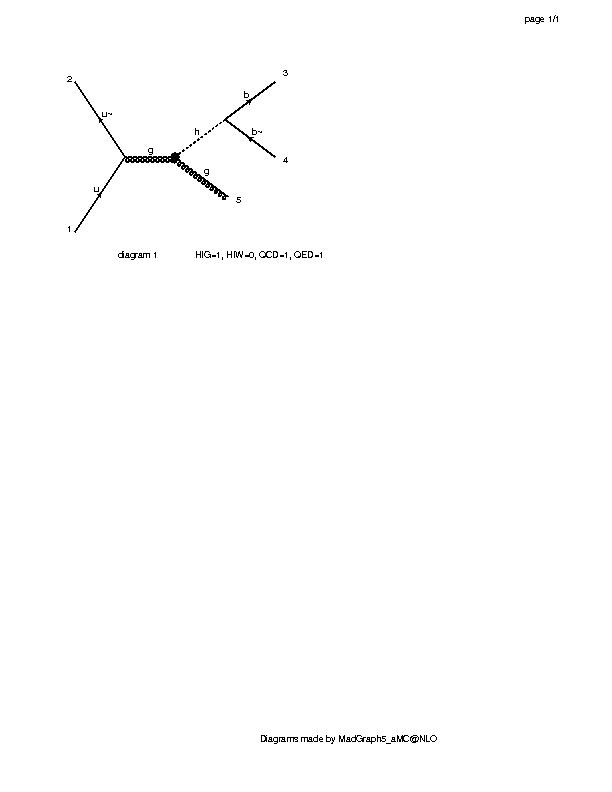 page 1/1
2
3
b
u~
h
b~
g
4
g
u
5
1
diagram 1 HIG=1, HIW=0, QCD=1, QED=1
Diagrams made by MadGraph5_aMC@NLO